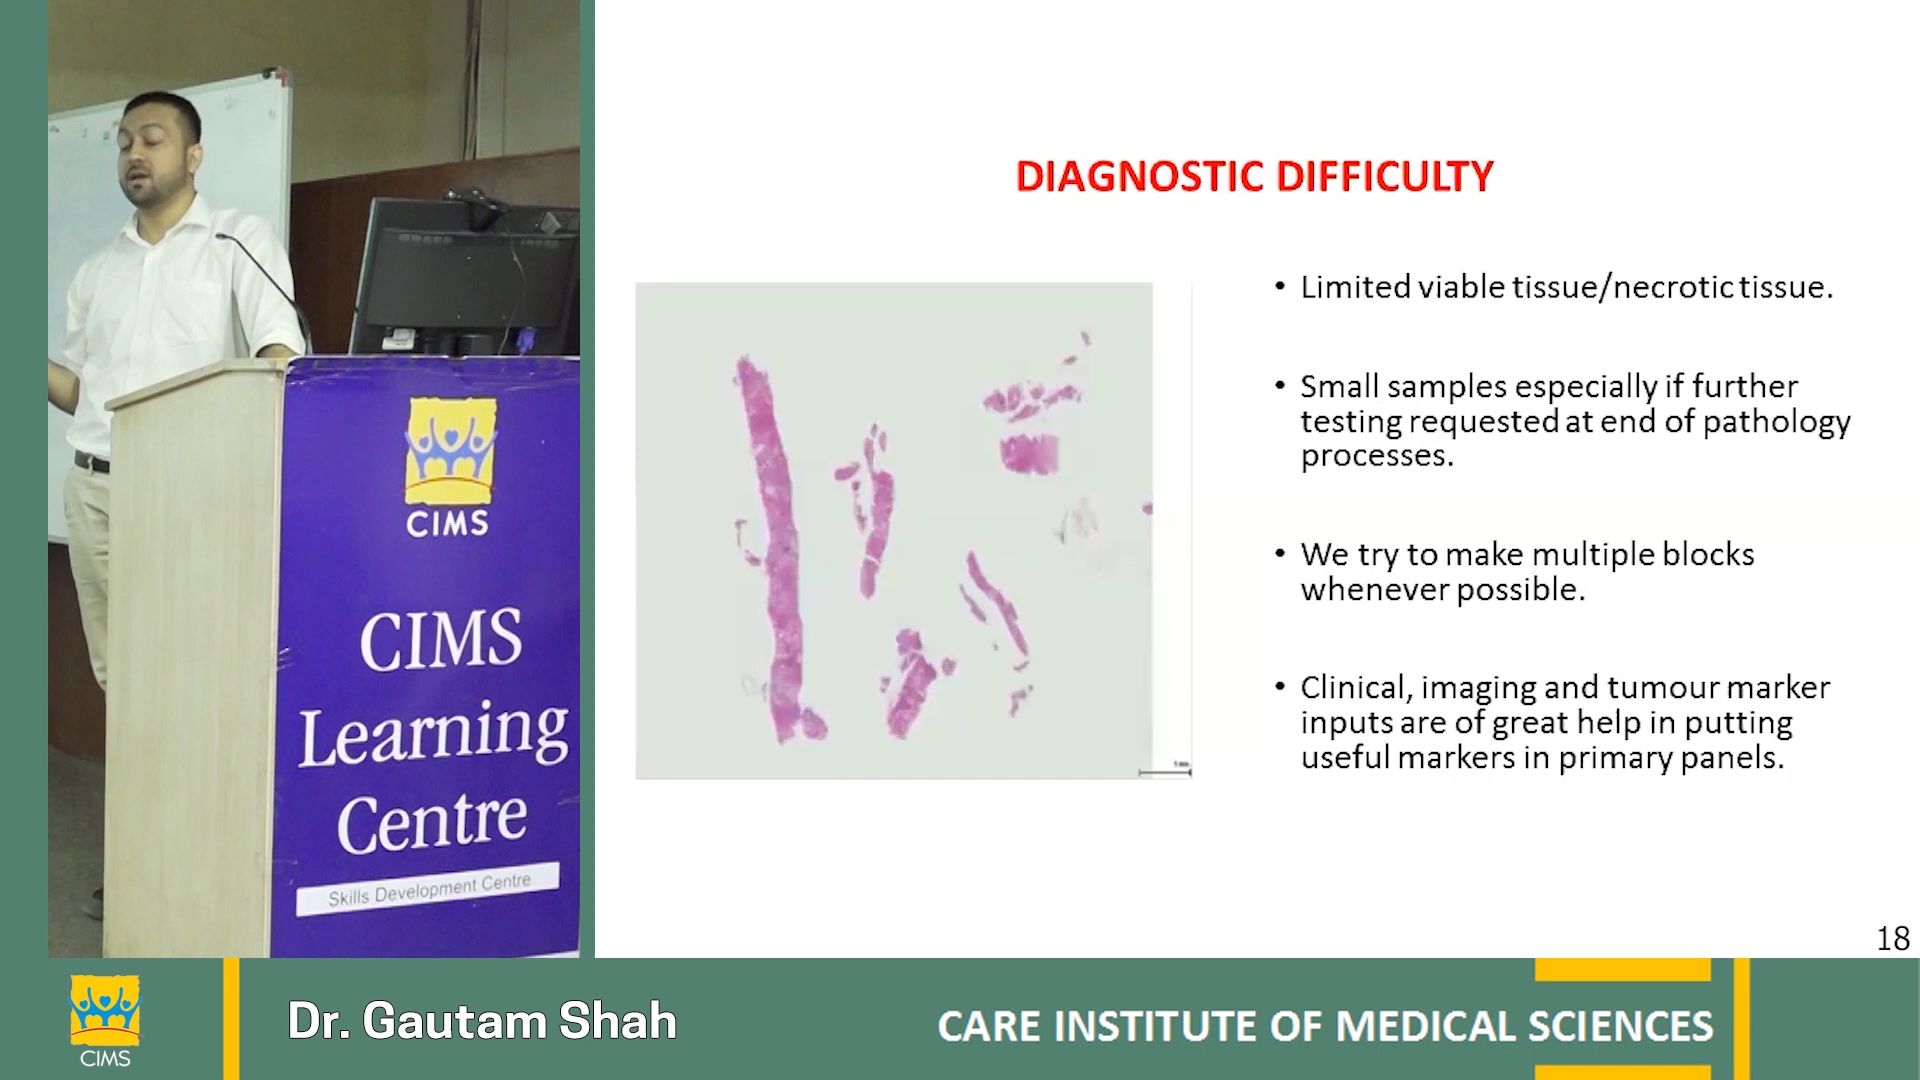 CIMS
CIMS
Learning
Centre
Skills Development Centre
DIAGNOSTIC DIFFICULTY
• Limited viable tissue/necrotic tissue.
• Small samples especially if further
testing requested at end of pathology
processes.
• We try to make multiple blocks
whenever possible.
• Clinical, imaging and tumour marker
inputs are of great help in putting
useful markers in primary panels.
18
CIMS
Dr. Gautam Shah
CARE INSTITUTE OF MEDICAL SCIENCES